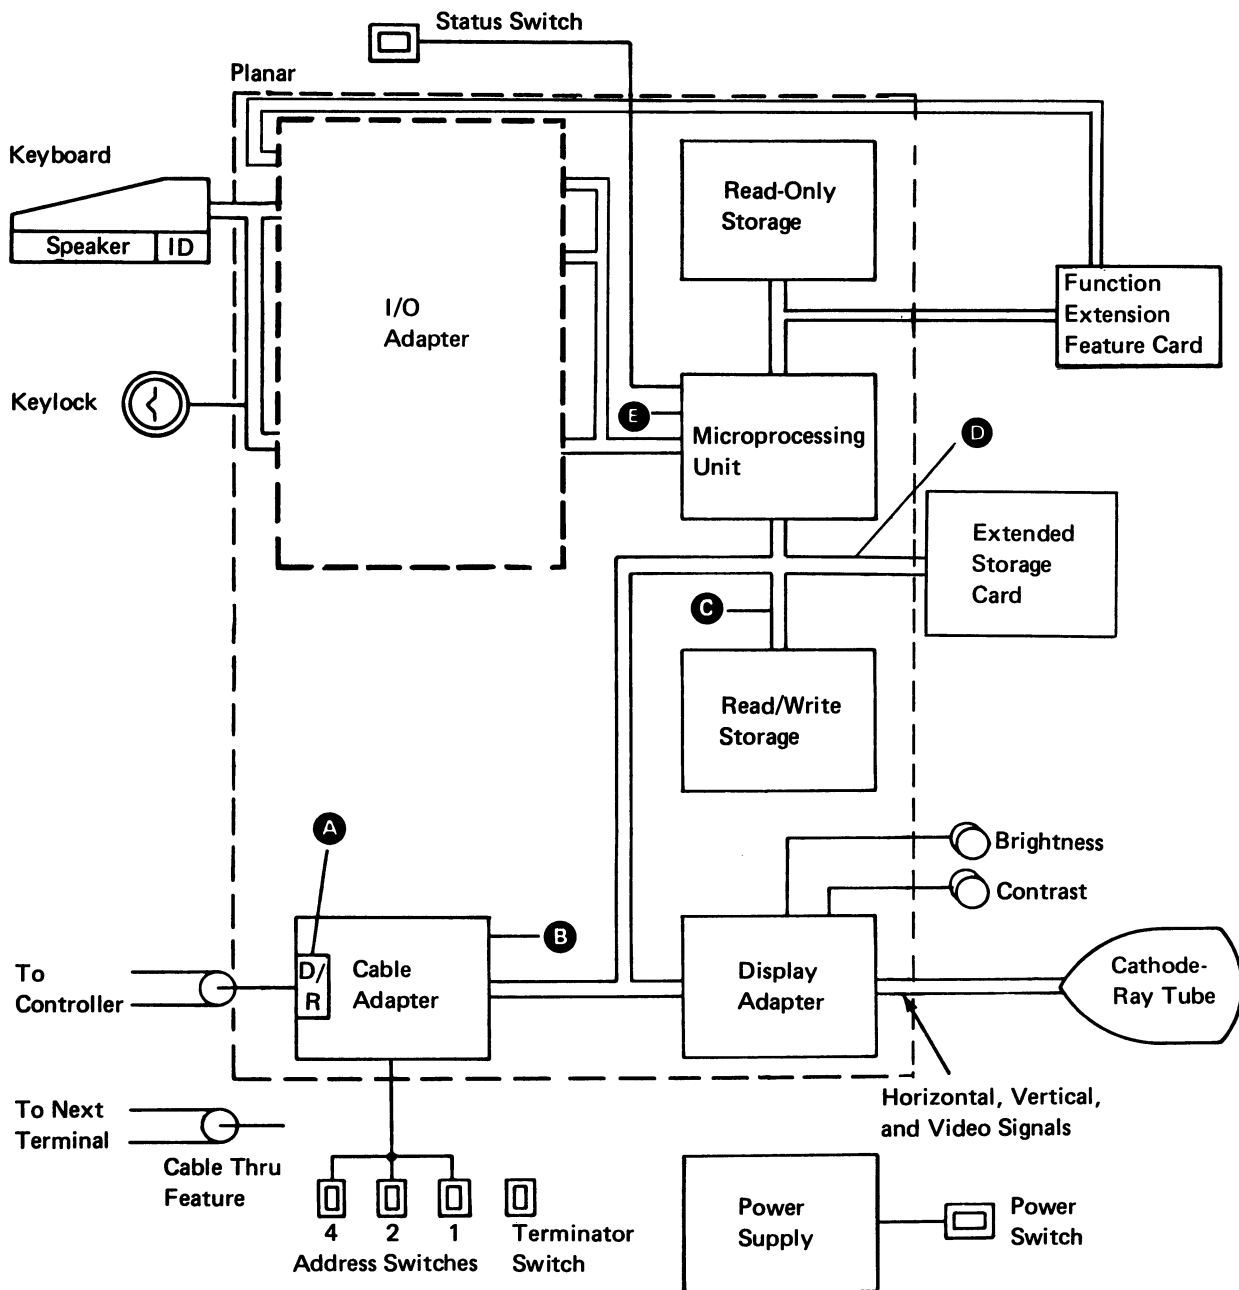 Status Switch
Planar
Keyboard
Speaker
ID
Read-Only
Storage
I/O
Adapter
Function
Extension
Feature Card
Keylock
E
Microprocessing
Unit
D
Extended
Storage
Card
C
Read/Write
Storage
A
Brightness
Contrast
B
To
Controller
D/
R
Cable
Adapter
Display
Adapter
Cathode-
Ray Tube
Horizontal, Vertical,
and Video Signals
To Next
Terminal
Cable Thru
Feature
4 2 1
Address Switches
Terminator
Switch
Power
Supply
Power
Switch